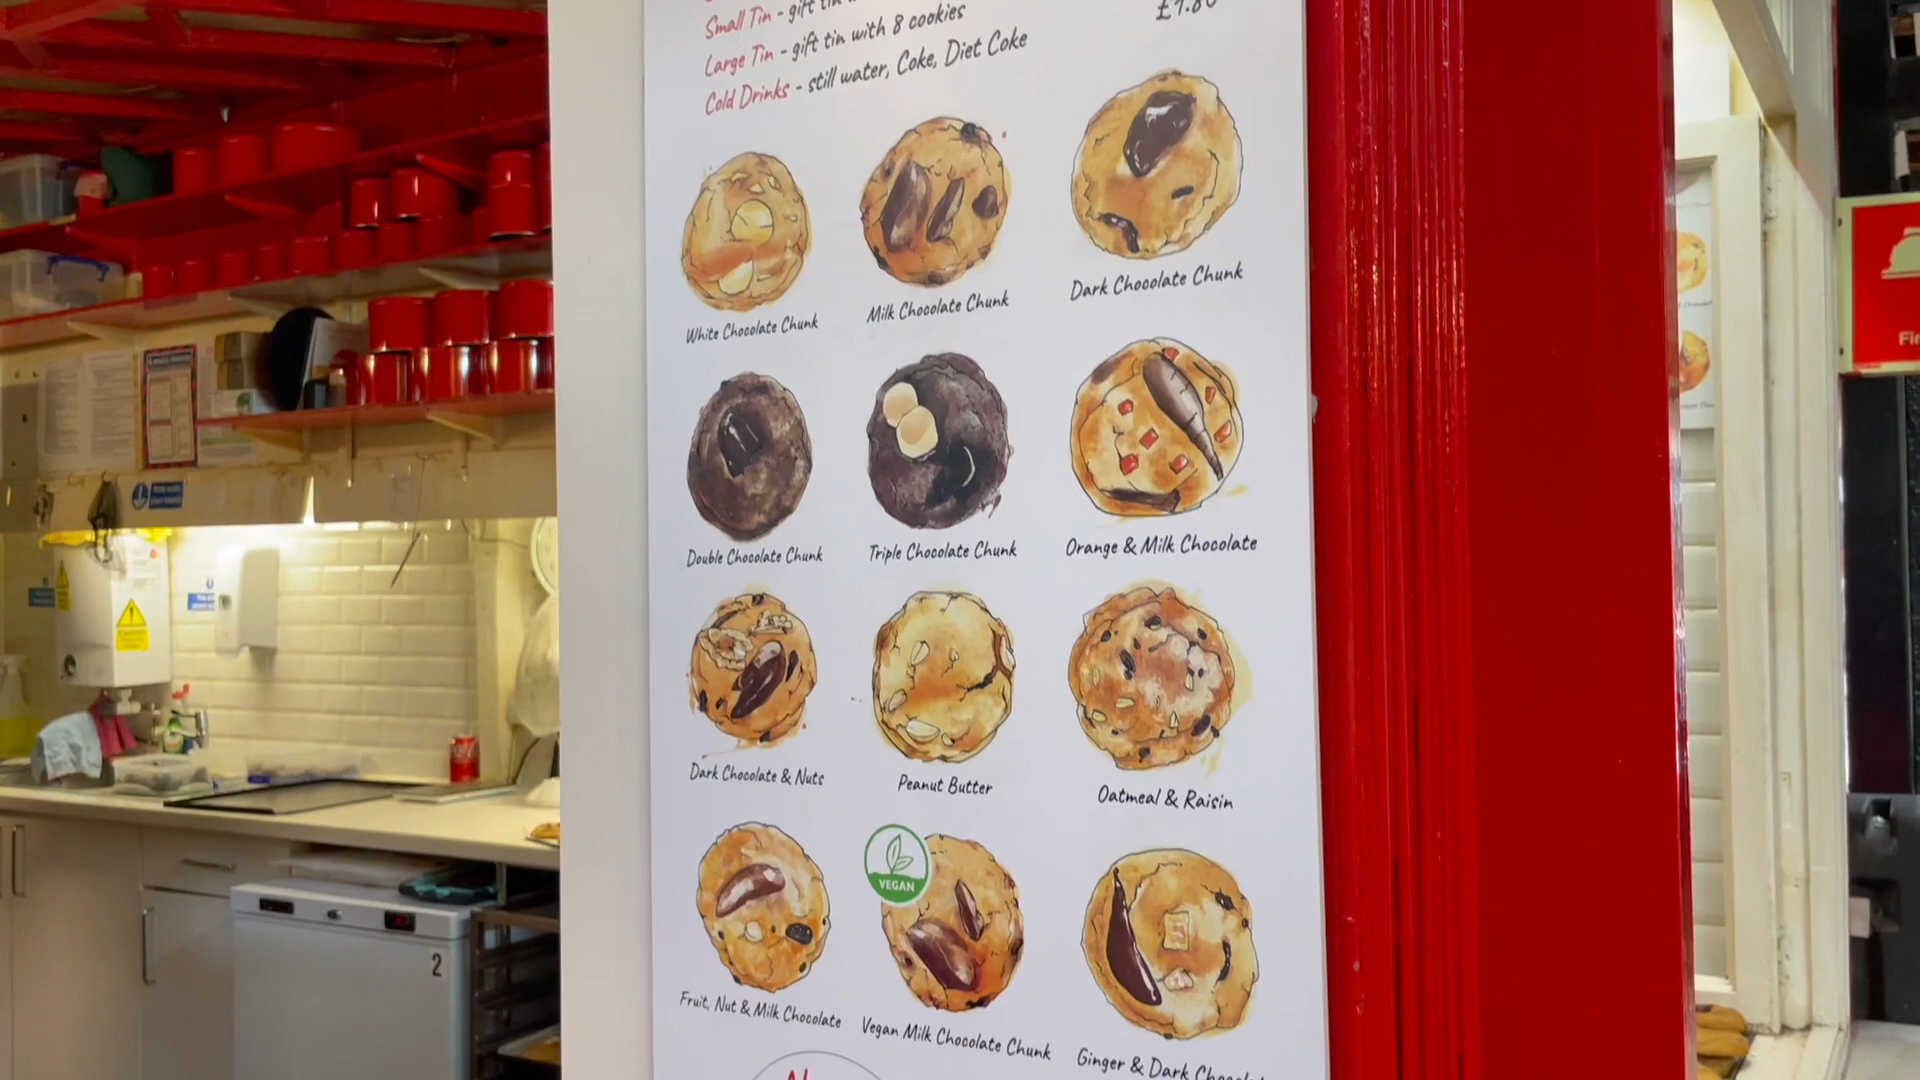 Small Tin - gift tin
Large Tin - gift tin with 8 cookies
Cold Drinks - still water, Coke, Diet Coke
White Chocolate Chunk
Milk Chocolate Chunk
Dark Chocolate Chunk
Double Chocolate Chunk
Triple Chocolate Chunk
Orange & Milk Chocolate
Dark Chocolate & Nuts
Peanut Butter
Oatmeal & Raisin
VEGAN
Fruit, Nut & Milk Chocolate
Vegan Milk Chocolate Chunk
Ginger & Dark
2